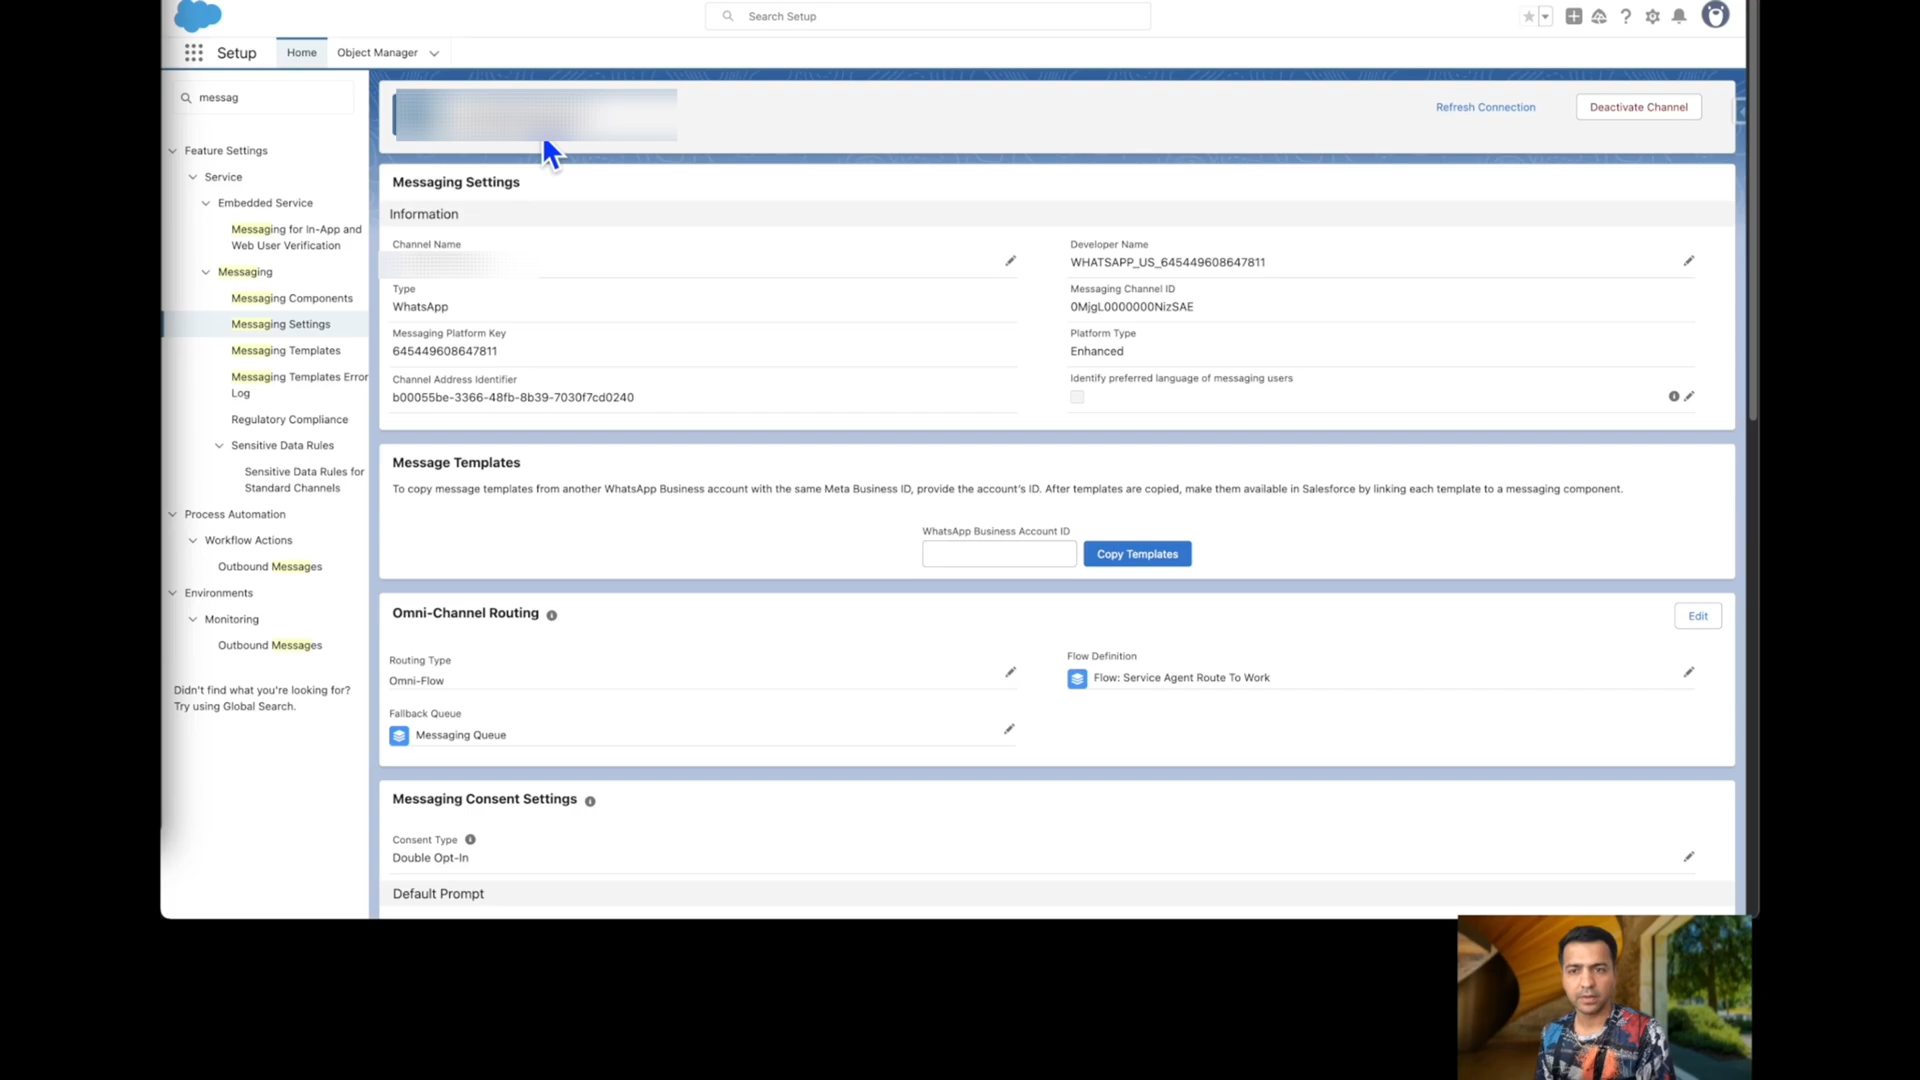 Search Setup
Setup
Home
Object Manager
messag
Feature Settings
Service
Embedded Service
Messaging for In-App and
Web User Verification
Messaging
Messaging Components
Messaging Settings
Messaging Templates
Messaging Templates Error
Log
Regulatory Compliance
Sensitive Data Rules
Sensitive Data Rules for
Standard Channels
Process Automation
Workflow Actions
Outbound Messages
Environments
Monitoring
Outbound Messages
Didn't find what you're looking for?
Try using Global Search.
Refresh Connection
Deactivate Channel
Messaging Settings
Information
Channel Name
Developer Name
WHATSAPP_US_645449608647811
Type
WhatsApp
Messaging Channel ID
0MjgL0000000NizSAE
Messaging Platform Key
645449608647811
Platform Type
Enhanced
Channel Address Identifier
b00055be-3366-48fb-8b39-7030f7cd0240
Identify preferred language of messaging users
Message Templates
To copy message templates from another WhatsApp Business account with the same Meta Business ID, provide the account's ID. After templates are copied, make them available in Salesforce by linking each template to a messaging component.
WhatsApp Business Account ID
Copy Templates
Omni-Channel Routing
Edit
Routing Type
Omni-Flow
Flow Definition
Flow: Service Agent Route To Work
Fallback Queue
Messaging Queue
Messaging Consent Settings
Consent Type
Double Opt-In
Default Prompt